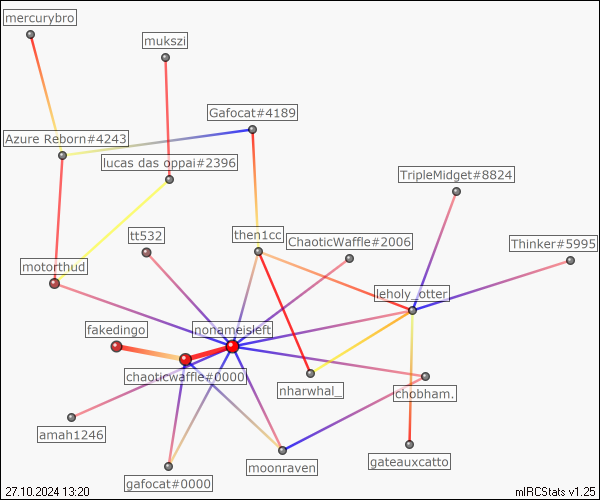 mercurybro
mukszi
Gafocat#4189
Azure Reborn#4243
lucas das oppai#2396
TripleMidget#8824
tt532
then1cc
ChaoticWaffle#2006
Thinker#5995
motorthud
leholy_otter
fakedingo
nonameisleft
chaoticwaffle#0000
nharwhal_
chobham.
amah1246
gateauxcatto
moonraven
gafocat#0000
27.10.2024 13:20
mIRCStats v1.25